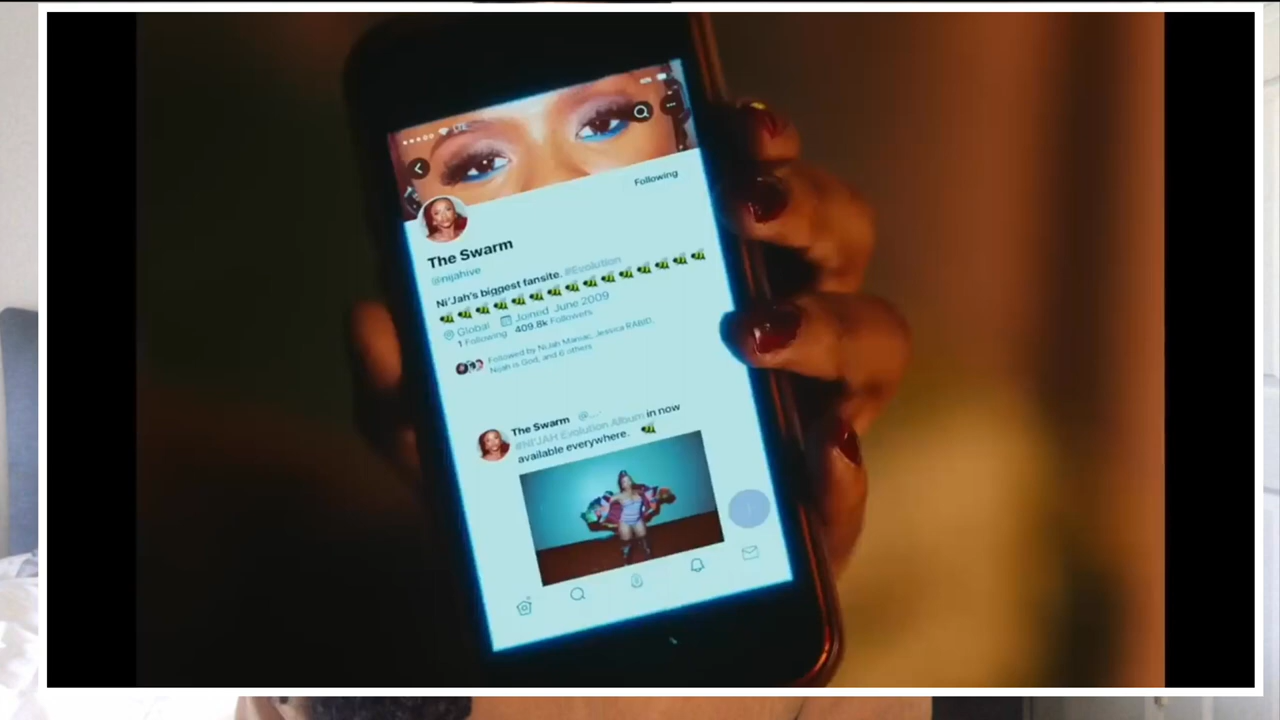 LTE
Following
The Swarm
@nijahive
Ni'Jah's biggest fansite. #Evolution
Global Joined June 2009
1 Following 409.8k Followers
Followed by NiJah Maniac, Jessica RABID,
Nijah is God, and 6 others
The Swarm @...
#NI'JAH Evolution Album in now
available everywhere.